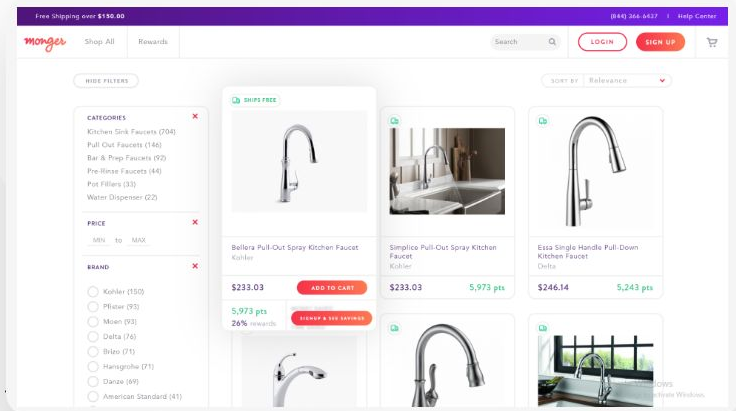 Free Shipping over $150.00
(844) 366-6437 | Help Center
monger
Shop All
Rewards
Search
LOGIN
SIGN UP
HIDE FILTERS
SORT BY
Relevance
CATEGORIES
Kitchen Sink Faucets (704)
Pull Out Faucets (146)
Bar & Prep Faucets (92)
Pre-Rinse Faucets (44)
Pot Fillers (33)
Water Dispenser (22)
PRICE
MIN to MAX
BRAND
Kohler (150)
Pfister (93)
Moen (93)
Delta (76)
Brizo (71)
Hansgrohe (71)
Danze (69)
American Standard (41)
SHIPS FREE
Bellera Pull-Out Spray Kitchen Faucet
Kohler
$233.03
ADD TO CART
5,973 pts
26% rewards
SIGNUP & SEE SAVINGS
Simplice Pull-Out Spray Kitchen
Faucet
Kohler
$233.03
5,973 pts
Essa Single Handle Pull-Down
Kitchen Faucet
Delta
$246.14
5,243 pts
Windows